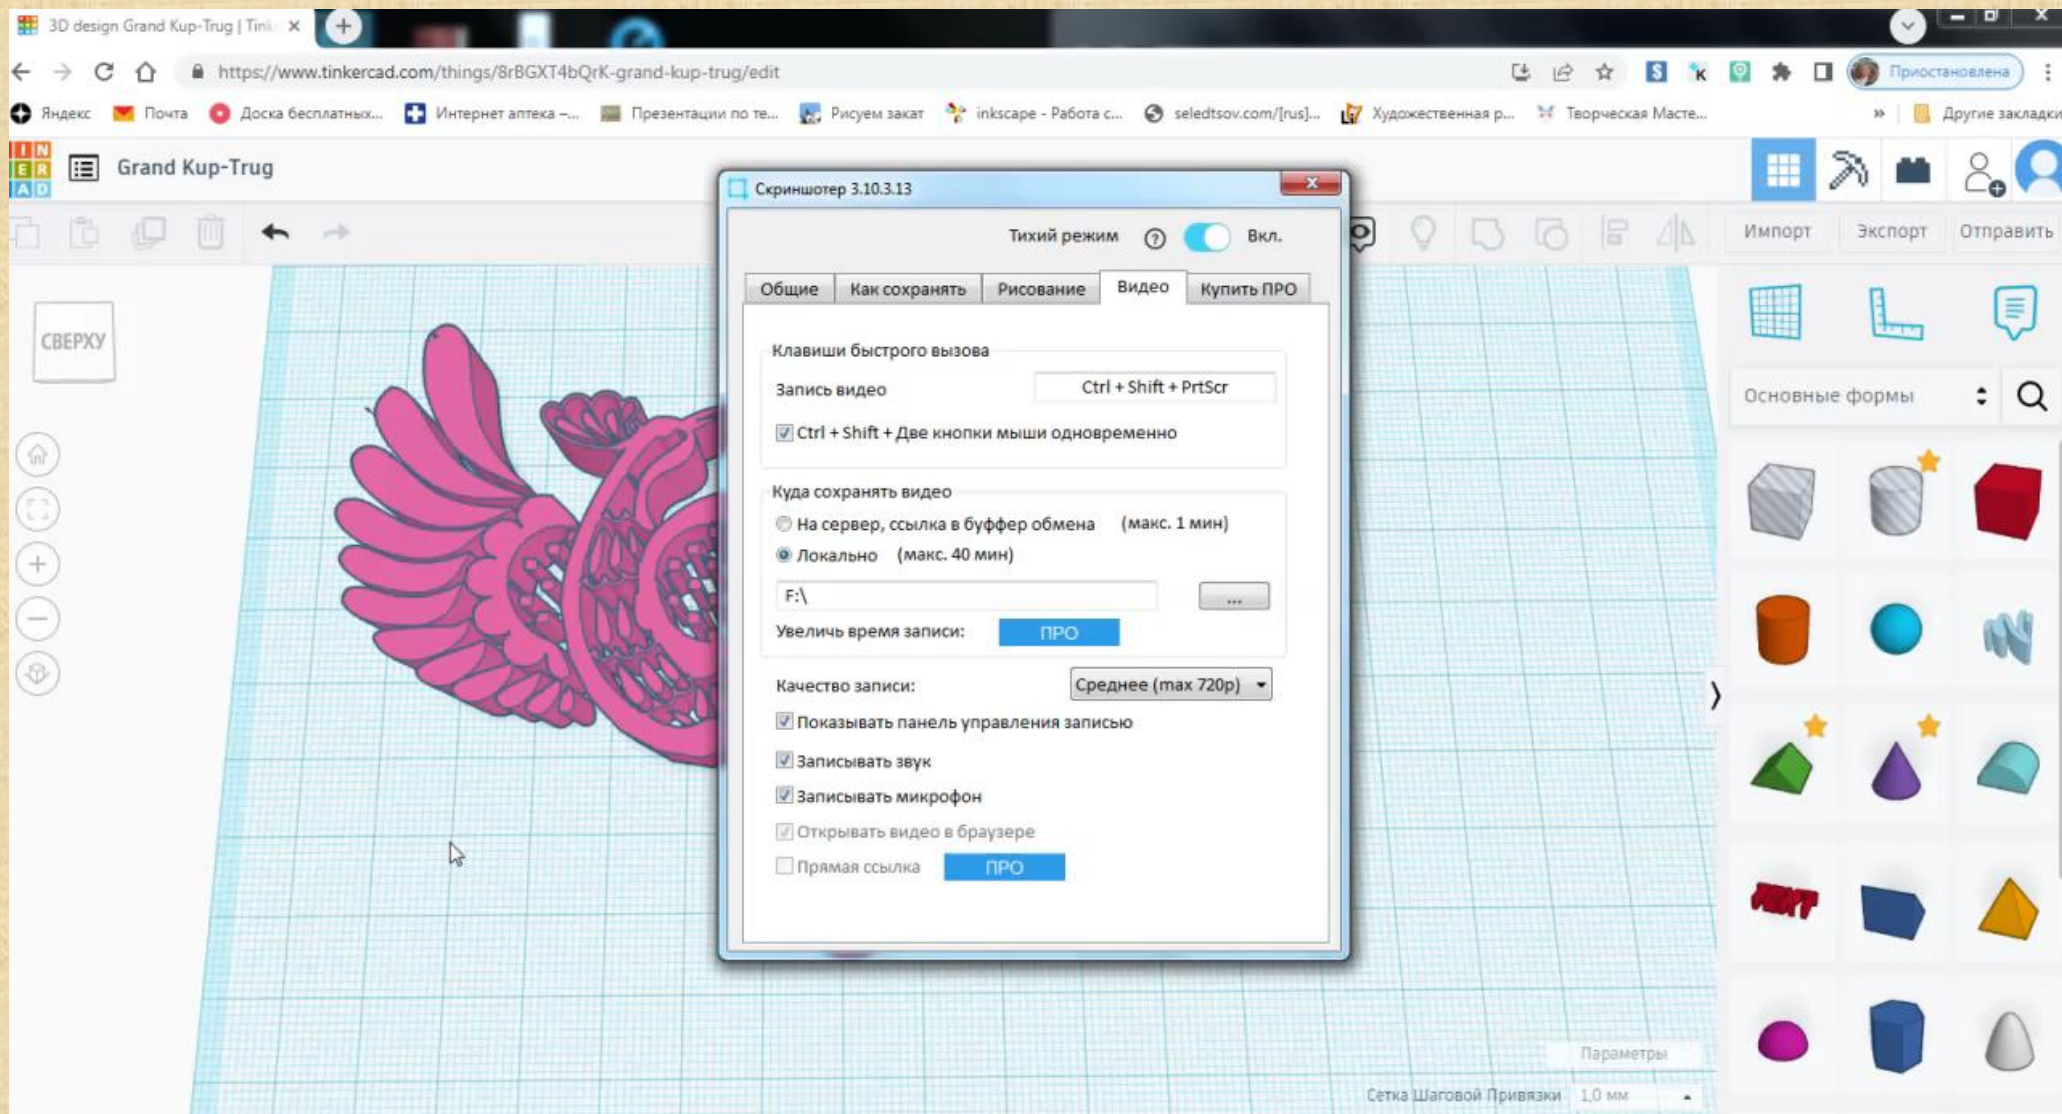 3D design Grand Kup-Trug | Tink
https://www.tinkercad.com/things/8rBGXT4bQrK-grand-kup-trug/edit
Приостановлена
Яндекс
Почта
Доска бесплатных...
Интернет аптека –...
Презентации по те...
Рисуем закат
inkscape - Работа с...
seledtsov.com/[rus]...
Художественная р...
Творческая Масте...
»
Другие закладки
TIN
KER
CAD
Grand Kup-Trug
Импорт
Экспорт
Отправить
СВЕРХУ
Скриншотер 3.10.3.13
Тихий режим
?
Вкл.
Общие
Как сохранять
Рисование
Видео
Купить ПРО
Клавиши быстрого вызова
Запись видео
Ctrl + Shift + PrtScr
Ctrl + Shift + Две кнопки мыши одновременно
Куда сохранять видео
На сервер, ссылка в буффер обмена (макс. 1 мин)
Локально (макс. 40 мин)
F:\
...
Увеличь время записи:
ПРО
Качество записи:
Среднее (max 720p)
Показывать панель управления записью
Записывать звук
Записывать микрофон
Открывать видео в браузере
Прямая ссылка
ПРО
Основные формы
Параметры
Сетка Шаговой Привязки
1,0 мм